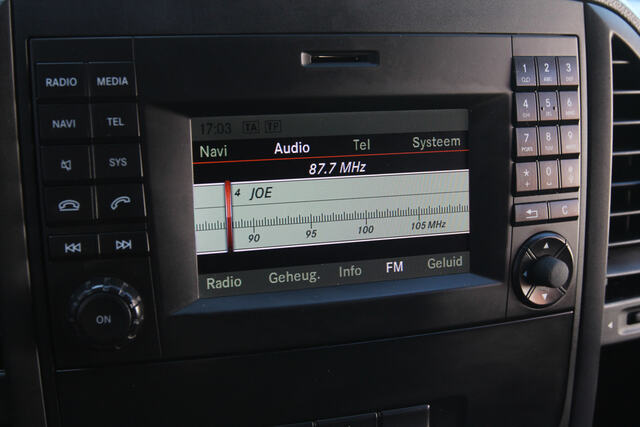 RADIO MEDIA
NAVI TEL
SYS
ON
17:03 TA TP
Navi Audio Tel Systeem
87.7 MHz
4 JOE
90 95 100 105 MHz
Radio Geheug. Info FM Geluid
1 2 ABC 3 DEF
4 GHI 5 JKL 6 MNO
7 PQRS 8 TUV 9 WXYZ
* 0 #
C